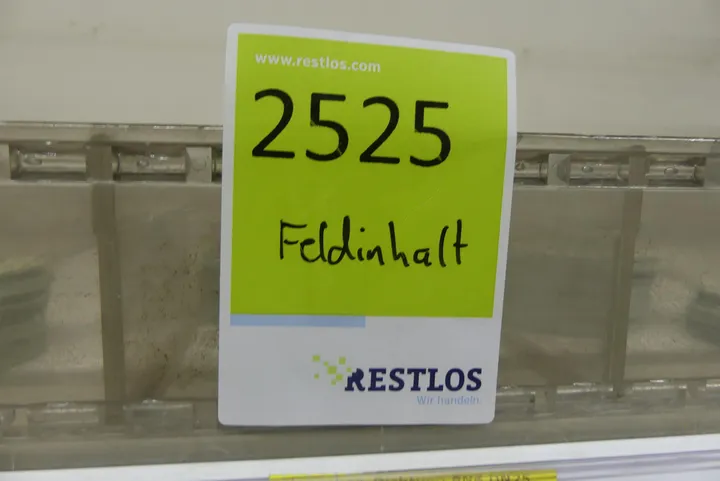 www.restlos.com
2525
Feldinhalt
RESTLOS
Wir handeln.